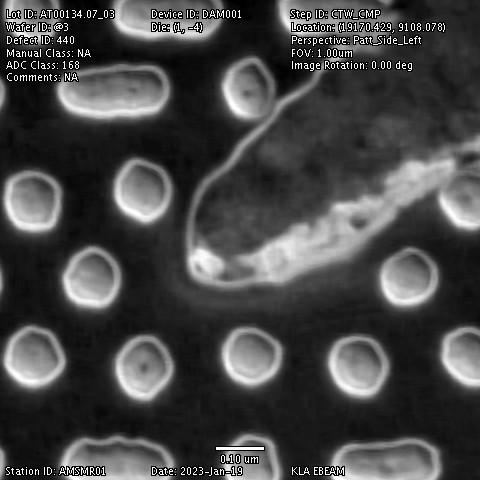 Lot ID: AT00134.07_03 Device ID: DAM001 Step ID: CTW_CMP
Wafer ID: @3 Die: (1, -4) Location: (19170.429, 9108.078)
Defect ID: 440 Perspective: Patt_Side_Left
Manual Class: NA FOV: 1.00um
ADC Class: 168 Image Rotation: 0.00 deg
Comments: NA
0.10 um
Station ID: AMSMR01 Date: 2023-Jan-19 KLA EBEAM